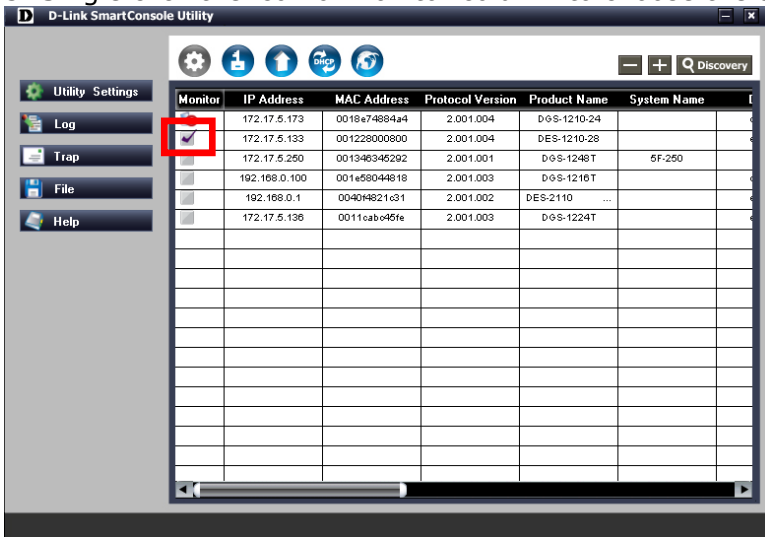 D D-Link SmartConsole Utility
DHCP
Discovery
Utility Settings
Log
Trap
File
Help
Monitor IP Address MAC Address Protocol Version Product Name System Name
172.17.5.173 0018e74884a4 2.001.004 DGS-1210-24
172.17.5.133 001228000800 2.001.004 DES-1210-28
172.17.5.250 001346345292 2.001.001 DGS-1248T 5F-250
192.168.0.100 001e58044818 2.001.003 DGS-1216T
192.168.0.1 0040f4821c31 2.001.002 DES-2110 ...
172.17.5.136 0011cabc45fe 2.001.003 DGS-1224T